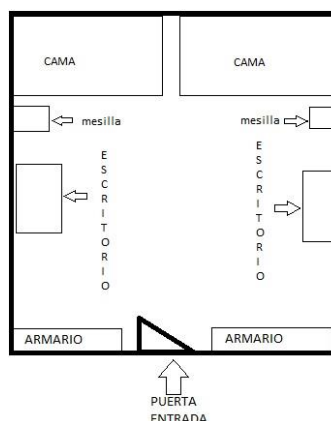 CAMA
CAMA
mesilla
mesilla
ESCRITORIO
ESCRITORIO
ARMARIO
ARMARIO
PUERTA
ENTRADA